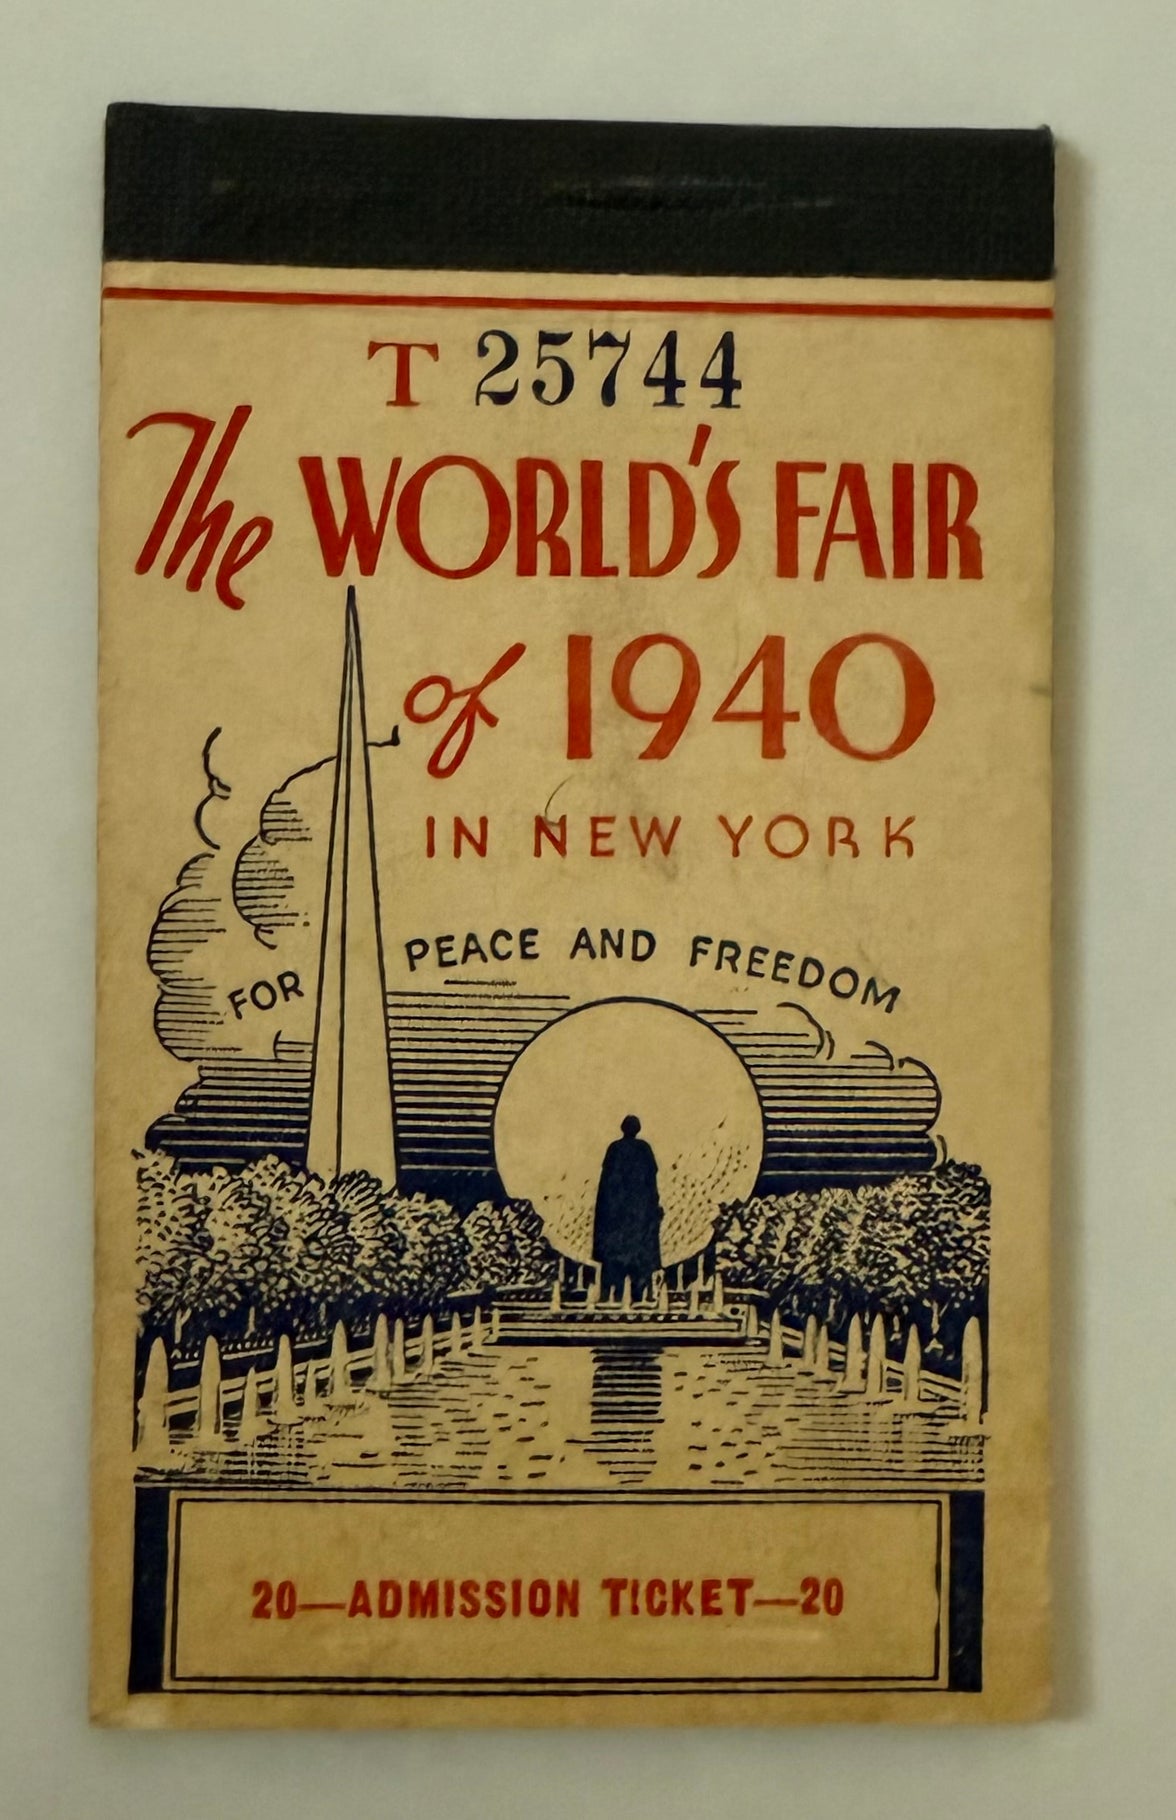 T 25744
The WORLD'S FAIR
of 1940
IN NEW YORK
FOR PEACE AND FREEDOM
20—ADMISSION TICKET—20